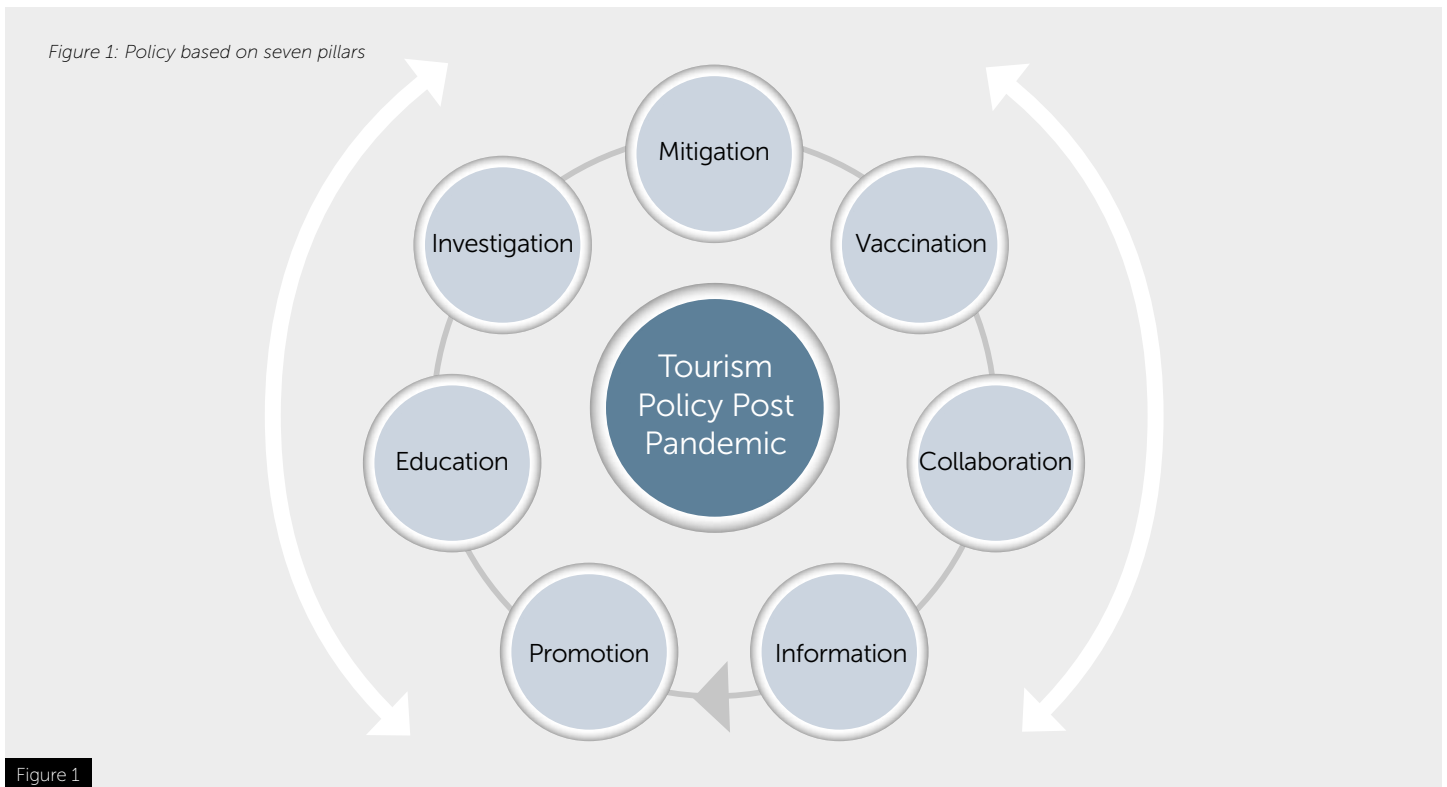 Figure 1: Policy based on seven pillars
Mitigation
Investigation
Vaccination
Tourism
Policy Post
Pandemic
Education
Collaboration
Promotion
Information
Figure 1